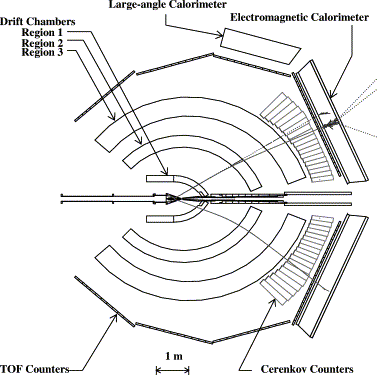 Large-angle Calorimeter
Electromagnetic Calorimeter
Drift Chambers
Region 1
Region 2
Region 3
TOF Counters
1 m
Cerenkov Counters